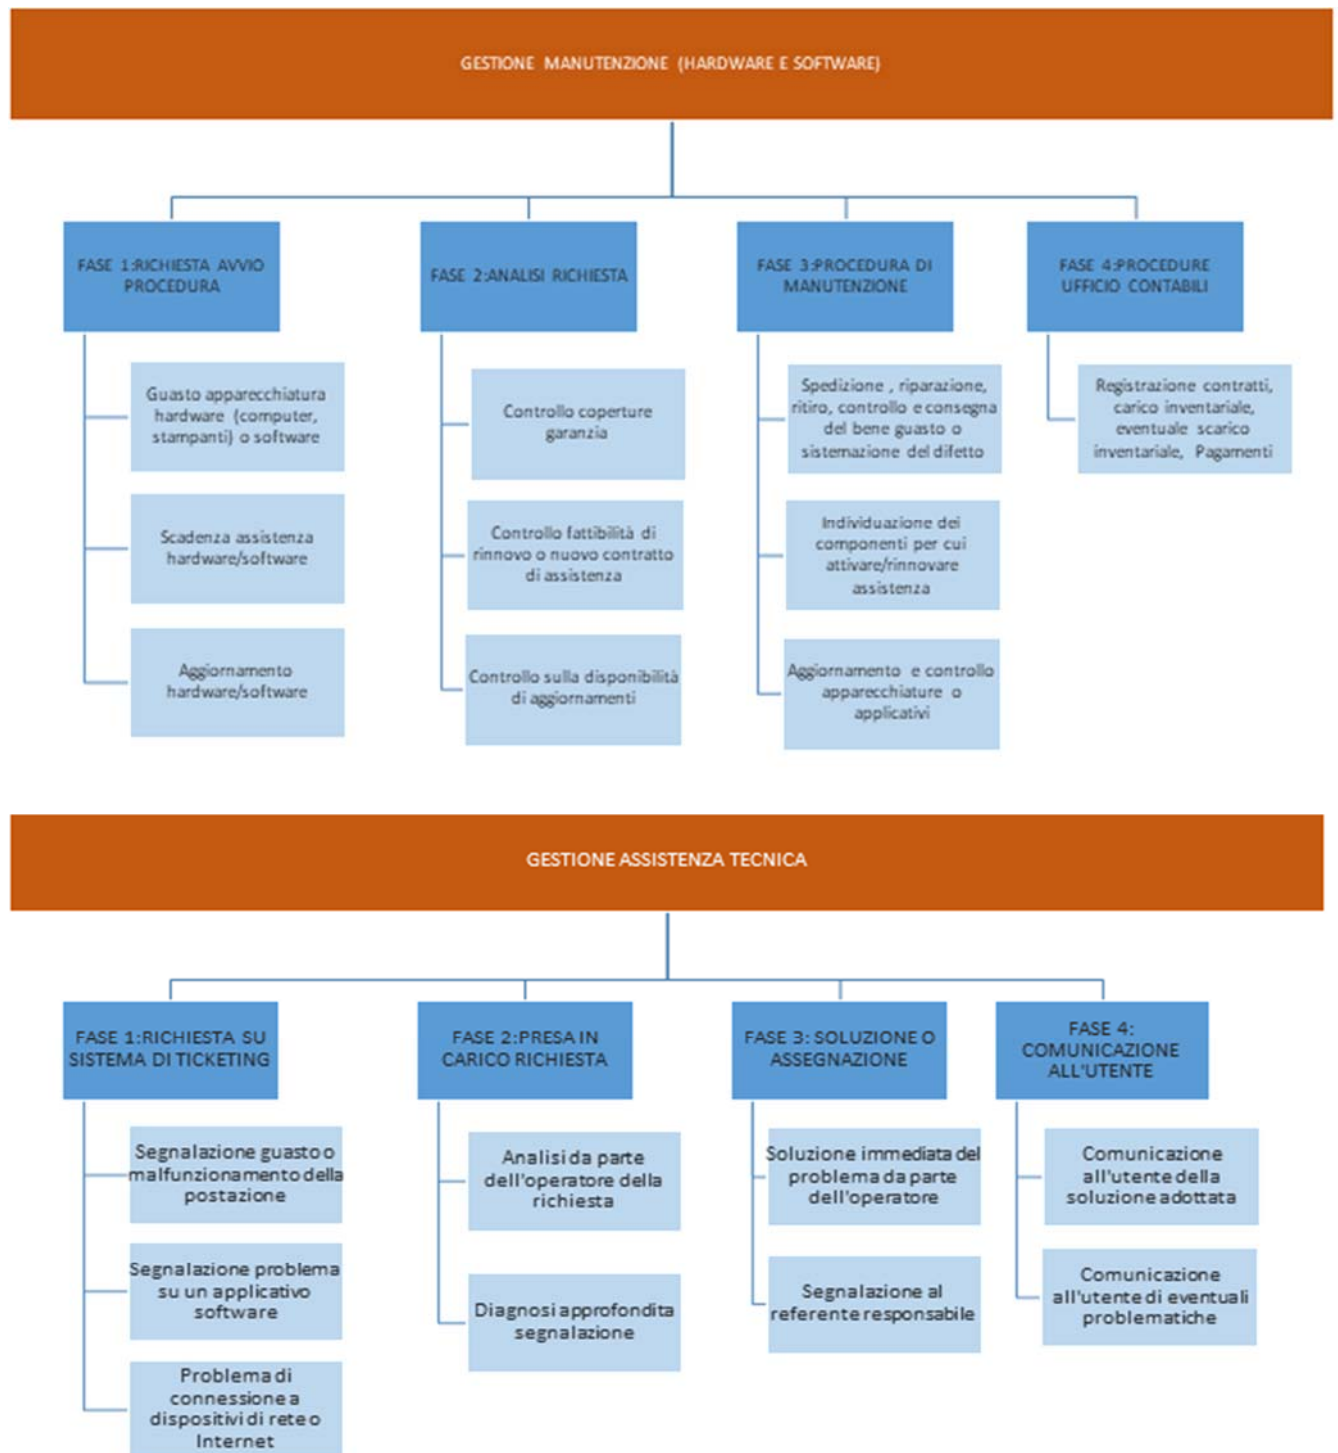 GESTIONE MANUTENZIONE (HARDWARE E SOFTWARE)
FASE 1:RICHIESTA AVVIO
PROCEDURA
Guasto apparecchiatura
hardware (computer,
stampanti) o software
Scadenza assistenza
hardware/software
Aggiornamento
hardware/software
FASE 2:ANALISI RICHIESTA
Controllo coperture
garanzia
Controllo fattibilità di
rinnovo o nuovo contratto
di assistenza
Controllo sulla disponibilità
di aggiornamenti
FASE 3:PROCEDURA DI
MANUTENZIONE
Spedizione , riparazione,
ritiro, controllo e consegna
del bene guasto o
sistemazione del difetto
Individuazione dei
componenti per cui
attivare/rinnovare
assistenza
Aggiornamento e controllo
apparecchiature o
applicativi
FASE 4:PROCEDURE
UFFICIO CONTABILI
Registrazione contratti,
carico inventariale,
eventuale scarico
inventariale, Pagamenti
GESTIONE ASSISTENZA TECNICA
FASE 1:RICHIESTA SU
SISTEMA DI TICKETING
Segnalazione guasto o
malfunzionamento della
postazione
Segnalazione problema
su un applicativo
software
Problema di
connessione a
dispositivi di rete o
Internet
FASE 2:PRESA IN
CARICO RICHIESTA
Analisi da parte
dell'operatore della
richiesta
Diagnosi approfondita
segnalazione
FASE 3: SOLUZIONE O
ASSEGNAZIONE
Soluzione immediata del
problema da parte
dell'operatore
Segnalazione al
referente responsabile
FASE 4:
COMUNICAZIONE
ALL'UTENTE
Comunicazione
all'utente della
soluzione adottata
Comunicazione
all'utente di eventuali
problematiche